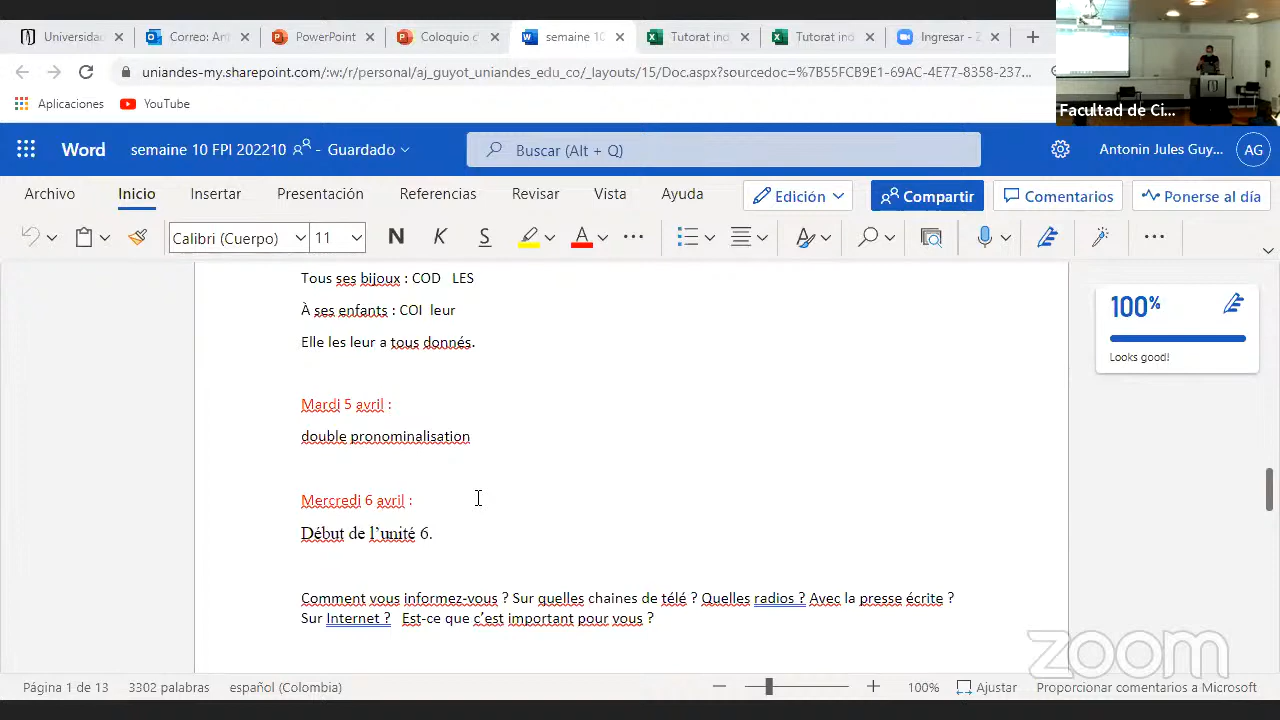 Universida
Correo: An
PowerPoint
Coloquio d
semaine 10
Tutorat ind
Tutorat ind
Ingresar - Z
uniandes-my.sharepoint.com/:w:/r/personal/aj_guyot_uniandes_edu_co/_layouts/15/Doc.aspx?sourcedoc=%7B55FCB9E1-69AC-4E77-8358-237...
Aplicaciones
YouTube
Facultad de Ci...
Word
semaine 10 FPI 202210
- Guardado
Buscar (Alt + Q)
Antonin Jules Guy...
AG
Archivo
Inicio
Insertar
Presentación
Referencias
Revisar
Vista
Ayuda
Edición
Compartir
Comentarios
Ponerse al día
Calibri (Cuerpo)
11
N
K
S
A
Tous ses bijoux : COD LES
À ses enfants : COI leur
Elle les leur a tous donnés.
Mardi 5 avril :
double pronominalisation
Mercredi 6 avril :
Début de l'unité 6.
Comment vous informez-vous ? Sur quelles chaines de télé ? Quelles radios ? Avec la presse écrite ?
Sur Internet ? Est-ce que c'est important pour vous ?
100%
Looks good!
zoom
Página 1 de 13
3302 palabras
español (Colombia)
100%
Ajustar
Proporcionar comentarios a Microsoft